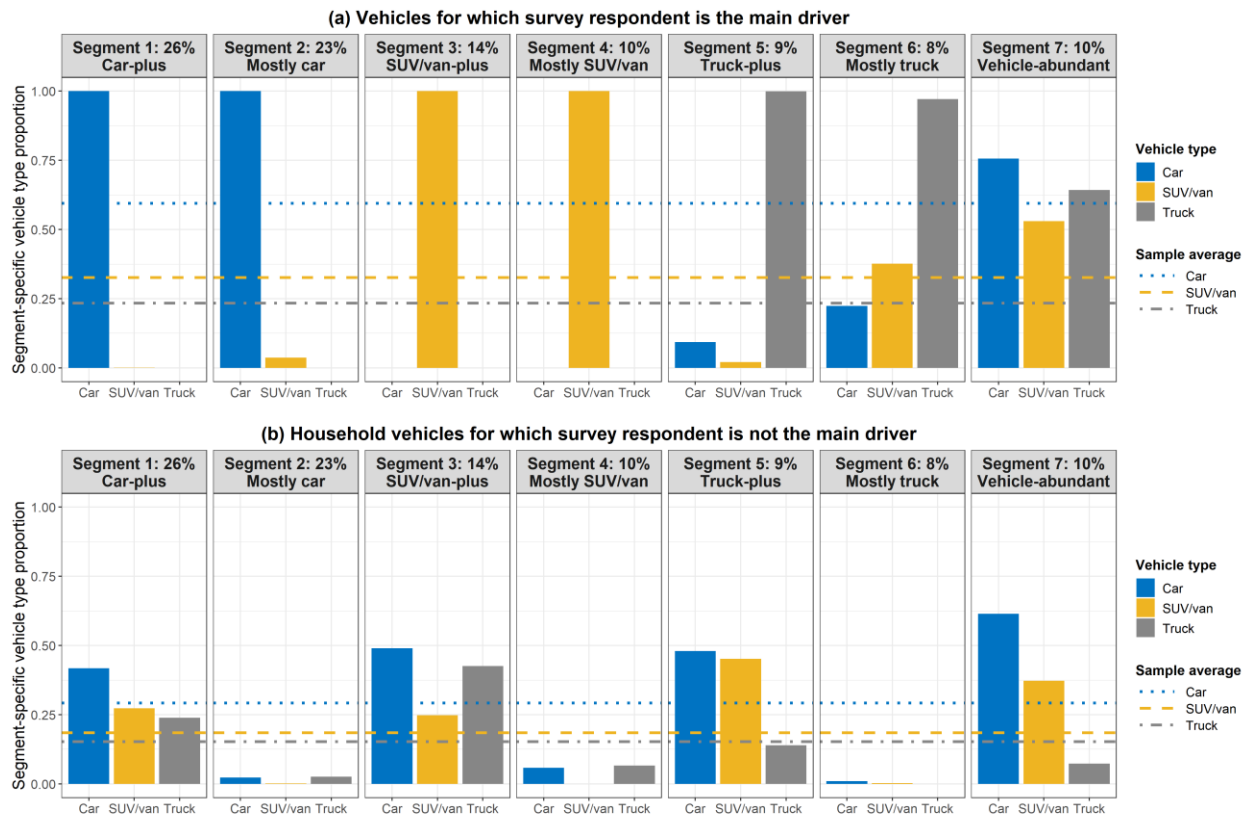 (a) Vehicles for which survey respondent is the main driver
Segment 1: 26%
Car-plus
Segment 2: 23%
Mostly car
Segment 3: 14%
SUV/van-plus
Segment 4: 10%
Mostly SUV/van
Segment 5: 9%
Truck-plus
Segment 6: 8%
Mostly truck
Segment 7: 10%
Vehicle-abundant
Segment-specific vehicle type proportion
1.00
0.75
0.50
0.25
0.00
Car SUV/van Truck
Car SUV/van Truck
Car SUV/van Truck
Car SUV/van Truck
Car SUV/van Truck
Car SUV/van Truck
Car SUV/van Truck
Vehicle type
Car
SUV/van
Truck
Sample average
Car
SUV/van
Truck
(b) Household vehicles for which survey respondent is not the main driver
Segment 1: 26%
Car-plus
Segment 2: 23%
Mostly car
Segment 3: 14%
SUV/van-plus
Segment 4: 10%
Mostly SUV/van
Segment 5: 9%
Truck-plus
Segment 6: 8%
Mostly truck
Segment 7: 10%
Vehicle-abundant
Segment-specific vehicle type proportion
1.00
0.75
0.50
0.25
0.00
Car SUV/van Truck
Car SUV/van Truck
Car SUV/van Truck
Car SUV/van Truck
Car SUV/van Truck
Car SUV/van Truck
Car SUV/van Truck
Vehicle type
Car
SUV/van
Truck
Sample average
Car
SUV/van
Truck